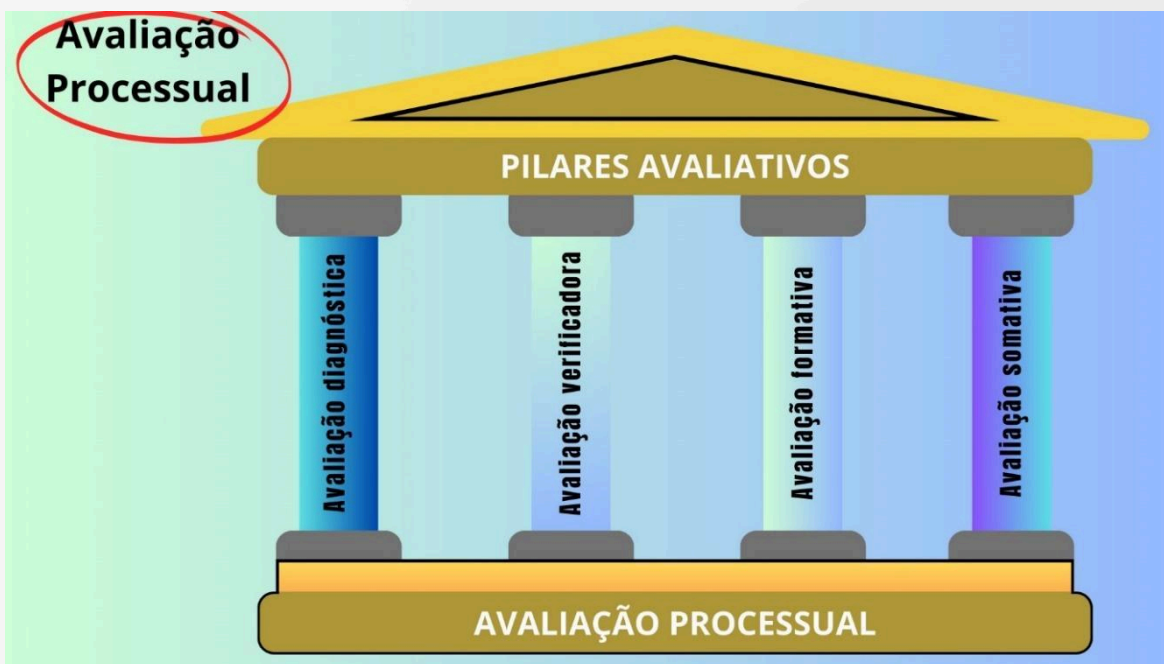 Avaliação
Processual
PILARES AVALIATIVOS
Avaliação diagnóstica
Avaliação verificadora
Avaliação formativa
Avaliação somativa
AVALIAÇÃO PROCESSUAL